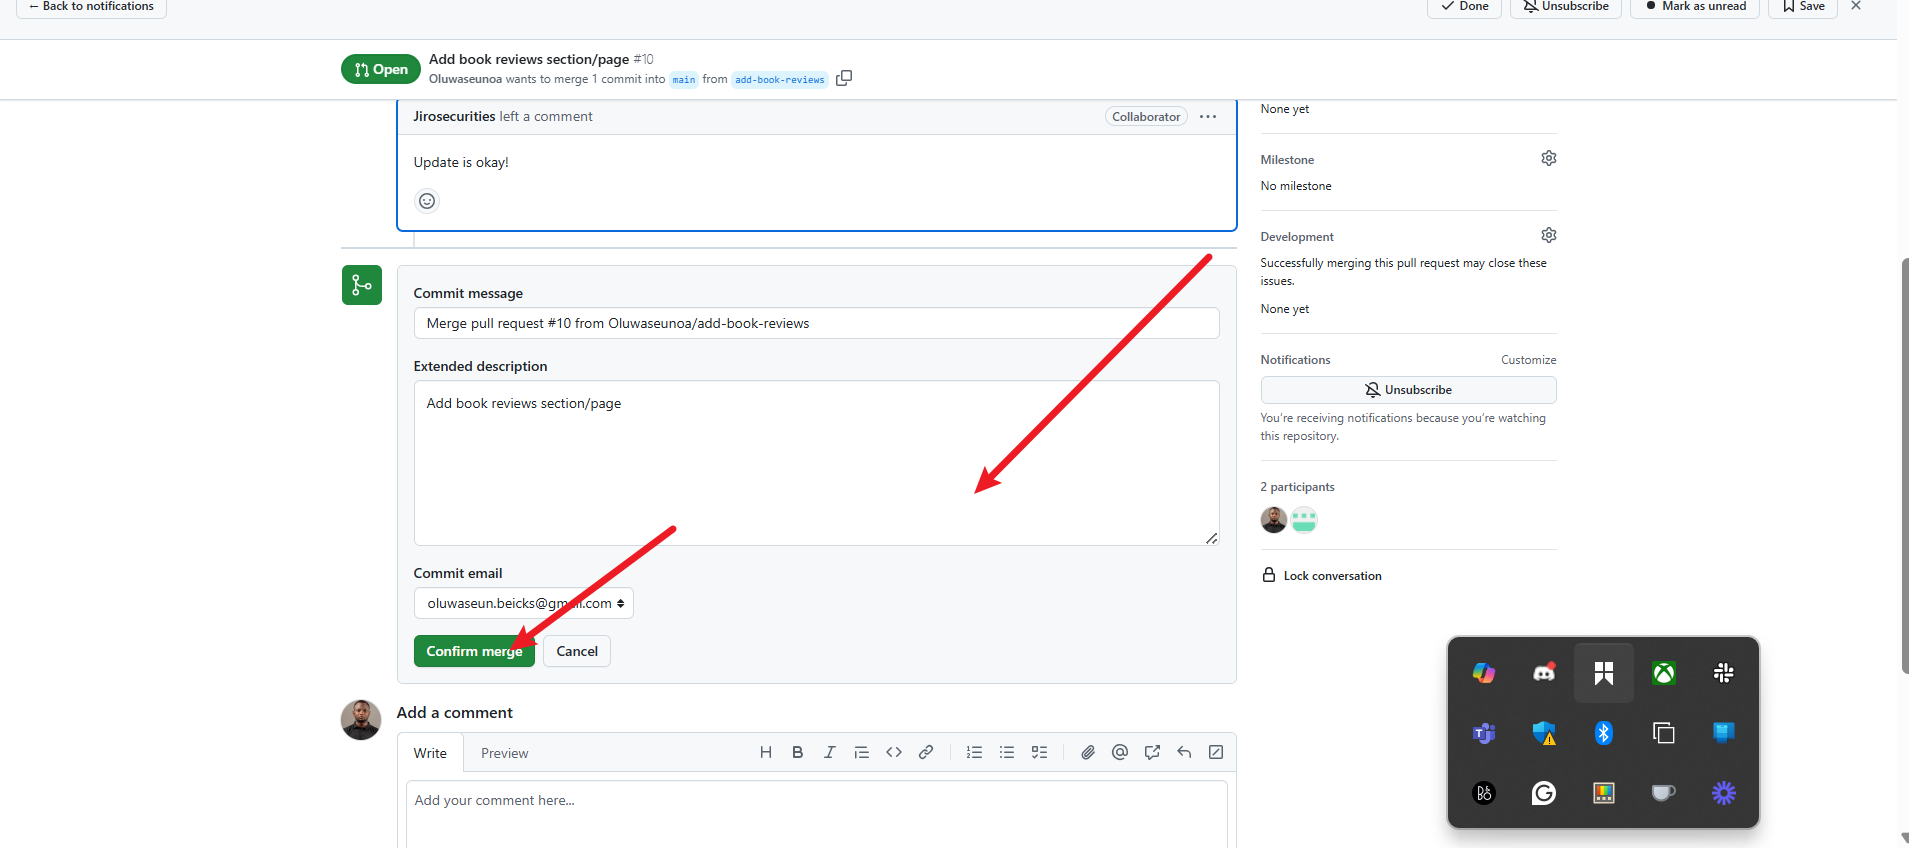 ← Back to notifications
Done
Unsubscribe
Mark as unread
Save
Open
Add book reviews section/page #10
Oluwaseunoa wants to merge 1 commit into main from add-book-reviews
Jirosecurities left a comment
Collaborator
Update is okay!
Commit message
Merge pull request #10 from Oluwaseunoa/add-book-reviews
Extended description
Add book reviews section/page
Commit email
oluwaseun.beicks@gmail.com
Confirm merge
Cancel
Add a comment
Write
Preview
Add your comment here...
None yet
Milestone
No milestone
Development
Successfully merging this pull request may close these
issues.
None yet
Notifications
Customize
Unsubscribe
You're receiving notifications because you're watching
this repository.
2 participants
Lock conversation